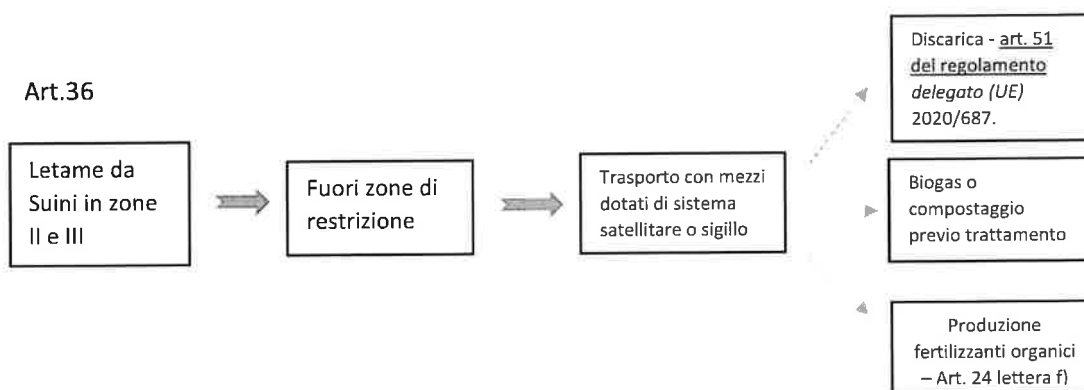 Art.36
Letame da
Suini in zone
II e III
Fuori zone di
restrizione
Trasporto con mezzi
dotati di sistema
satellitare o sigillo
Discarica - art. 51
del regolamento
delegato (UE)
2020/687.
Biogas o
compostaggio
previo trattamento
Produzione
fertilizzanti organici
– Art. 24 lettera f)